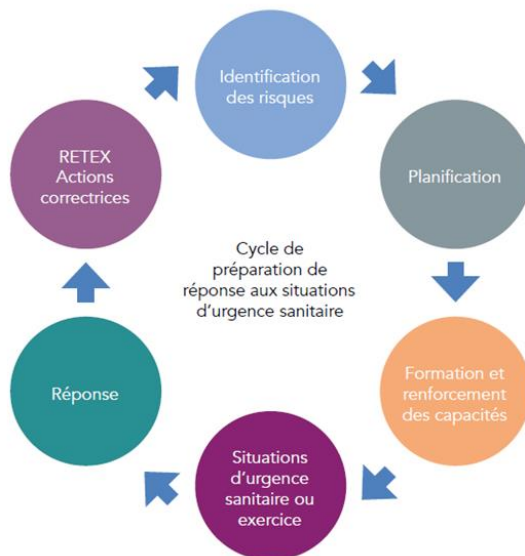 Identification
des risques
Planification
Formation et
renforcement
des capacités
Situations
d’urgence
sanitaire ou
exercice
Réponse
RETEX
Actions
correctrices
Cycle de
préparation de
réponse aux situations
d’urgence sanitaire